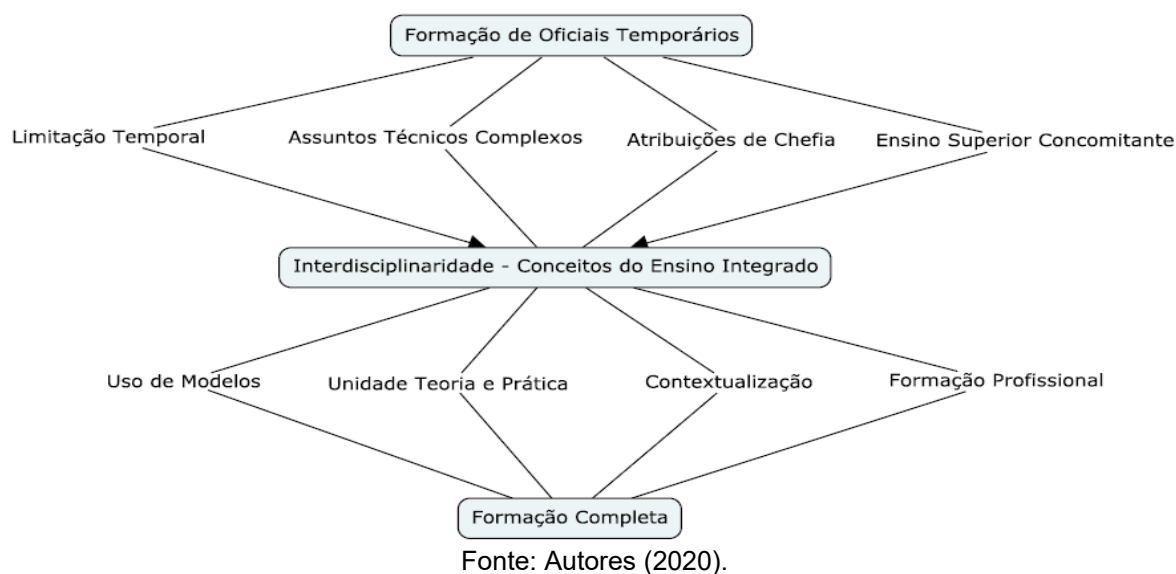 Formação de Oficiais Temporários
Limitação Temporal
Assuntos Técnicos Complexos
Atribuições de Chefia
Ensino Superior Concomitante
Interdisciplinaridade - Conceitos do Ensino Integrado
Uso de Modelos
Unidade Teoria e Prática
Contextualização
Formação Profissional
Formação Completa
Fonte: Autores (2020).